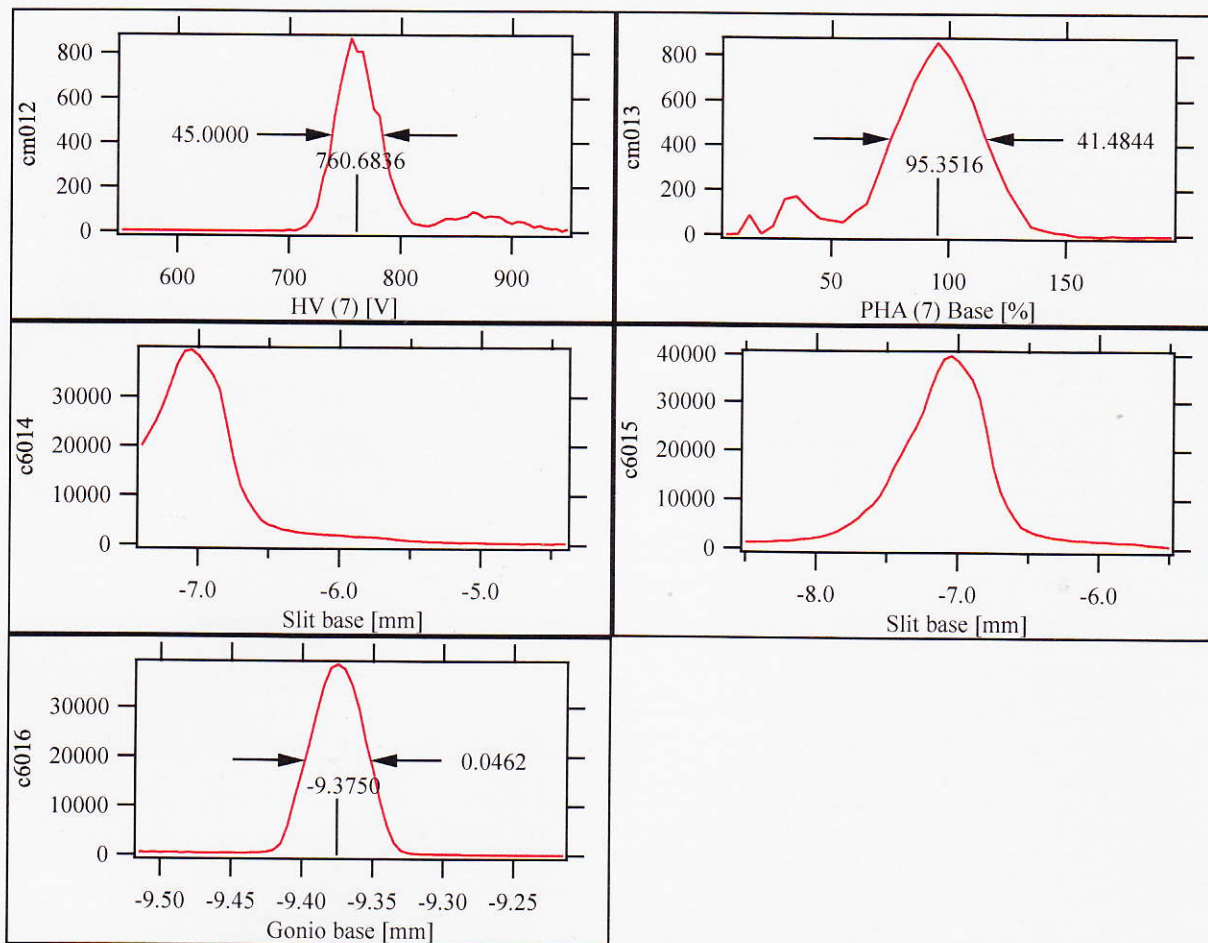 cm012
800
600
400
200
0
45.0000
760.6836
600 700 800 900
HV (7) [V]
cm013
800
600
400
200
0
41.4844
95.3516
50 100 150
PHA (7) Base [%]
c6014
30000
20000
10000
0
-7.0 -6.0 -5.0
Slit base [mm]
c6015
40000
30000
20000
10000
0
-8.0 -7.0 -6.0
Slit base [mm]
c6016
30000
20000
10000
0
0.0462
-9.3750
-9.50 -9.45 -9.40 -9.35 -9.30 -9.25
Gonio base [mm]